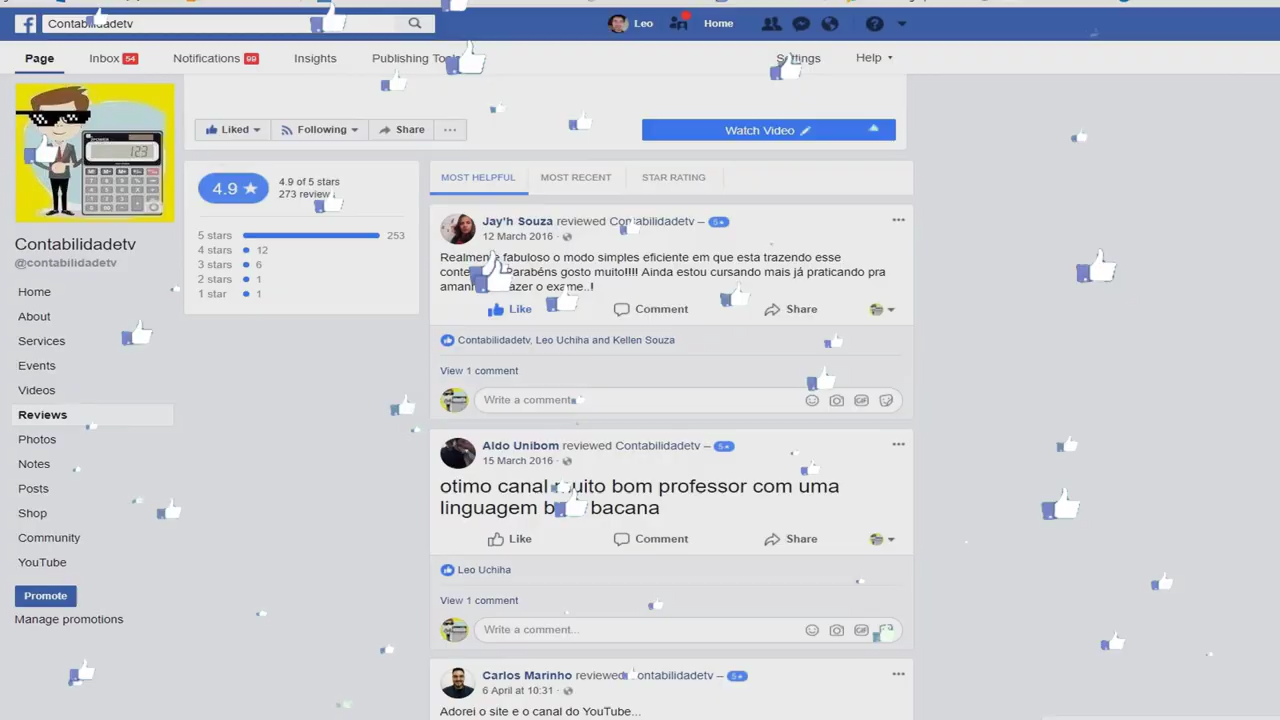 Contabilidadetv
Leo
Home
Page
Inbox 54
Notifications 99
Insights
Publishing
Settings
Help
Liked
Following
Share
Watch Video
4.9 ★
4.9 of 5 stars
273 review
5 stars 253
4 stars 12
3 stars 6
2 stars 1
1 star 1
Contabilidadetv
@contabilidadetv
Home
About
Services
Events
Videos
Reviews
Photos
Notes
Posts
Shop
Community
YouTube
Promote
Manage promotions
MOST HELPFUL
MOST RECENT
STAR RATING
Jay'h Souza reviewed Contabilidadetv – 5★
12 March 2016
Realmen fabuloso o modo simples eficiente em que esta trazendo esse
conte Parabéns gosto muito!!!! Ainda estou cursando mais já praticando pra
amanh azer o exame..!
Like
Comment
Share
Contabilidadetv, Leo Uchiha and Kellen Souza
View 1 comment
Write a comment
Aldo Unibom reviewed Contabilidadetv – 5★
15 March 2016
otimo canal uito bom professor com uma
linguagem b bacana
Like
Comment
Share
Leo Uchiha
View 1 comment
Write a comment...
Carlos Marinho reviewed ontabilidadetv – 5★
6 April at 10:31
Adorei o site e o canal do YouTube...